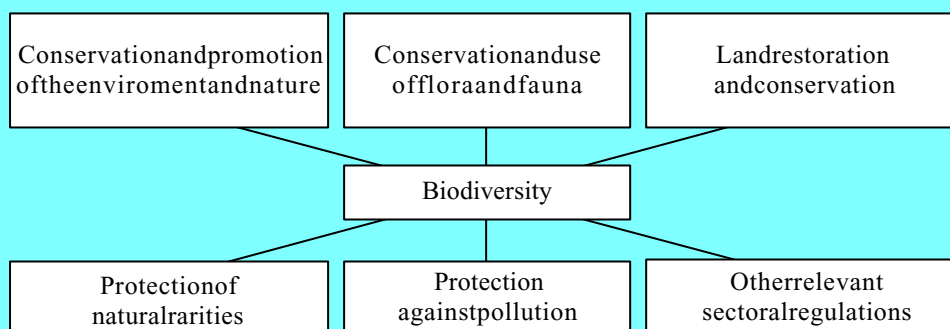 Conservationandpromotion
oftheenviromentandnature
Conservationanduse
offloraandfauna
Landrestoration
andconservation
Biodiversity
Protectionof
naturalrarities
Protection
againstpollution
Otherrelevant
sectoralregulations